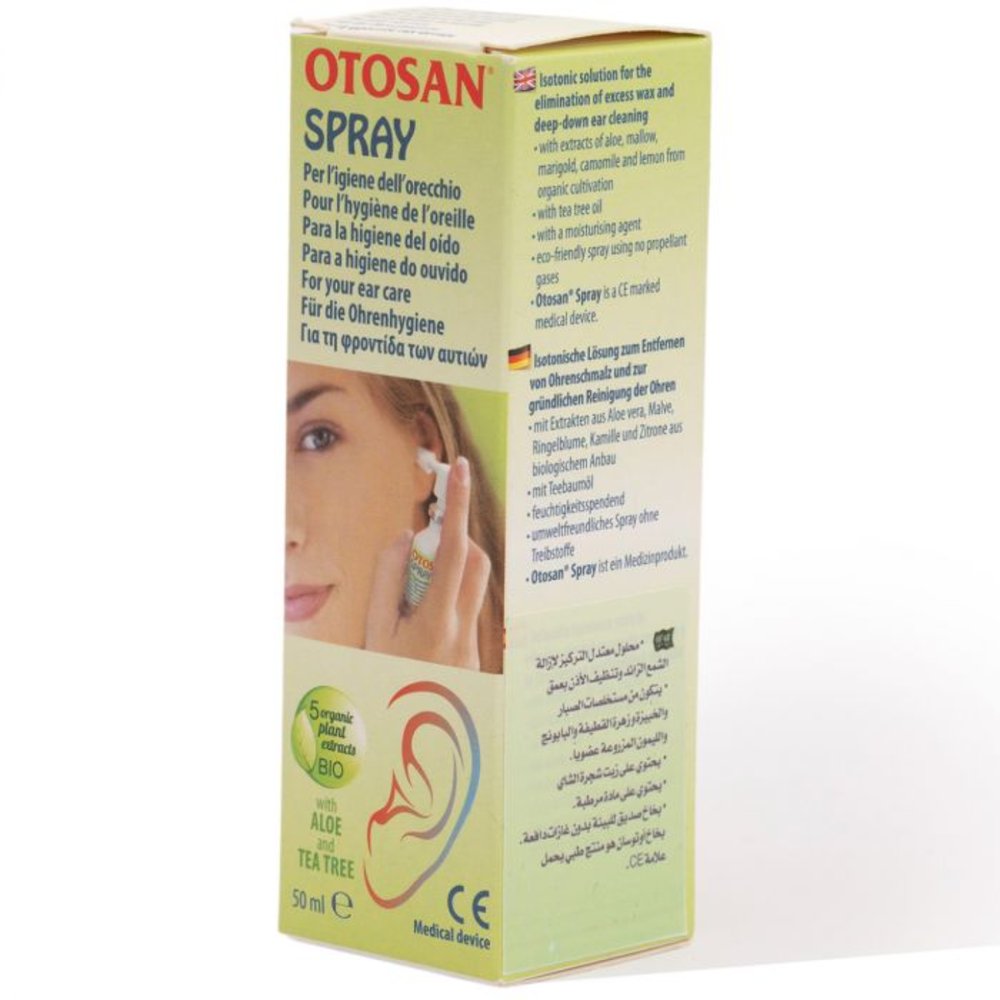 OTOSAN®
SPRAY
Per l'igiene dell'orecchio
Pour l'hygiène de l'oreille
Para la higiene del oído
Para a higiene do ouvido
For your ear care
Für die Ohrenhygiene
Για τη φροντίδα των αυτιών
OTOSAN
5 organic
plant
extracts
BIO
with
ALOE
and
TEA TREE
50 ml ℮
CE
Medical device
Isotonic solution for the
elimination of excess wax and
deep-down ear cleaning
• with extracts of aloe, mallow,
marigold, camomile and lemon from
organic cultivation
• with tea tree oil
• with a moisturising agent
• eco-friendly spray using no propellant
gases
• Otosan® Spray is a CE marked
medical device.
Isotonische Lösung zum Entfernen
von Ohrenschmalz und zur
gründlichen Reinigung der Ohren
• mit Extrakten aus Aloe vera, Malve,
Ringelblume, Kamille und Zitrone aus
biologischem Anbau
• mit Teebaumöl
• feuchtigkeitsspendend
• umweltfreundliches Spray ohne
Treibstoffe
• Otosan® Spray ist ein Medizinprodukt.
* محلول معتدل التركيز لإزالة
الشمع الزائد وتنظيف الأذن بعمق
* يتكون من مستخلصات الصبار
والخبيزة وزهرة القطيفة والبابونج
والليمون المزروعة عضويا.
* يحتوي على زيت شجرة الشاي
* يحتوي على مادة مرطبة.
* بخاخ صديق للبيئة بدون غازات دافعة.
بخاخ أوتوسان هو منتج طبي يحمل
علامة CE.